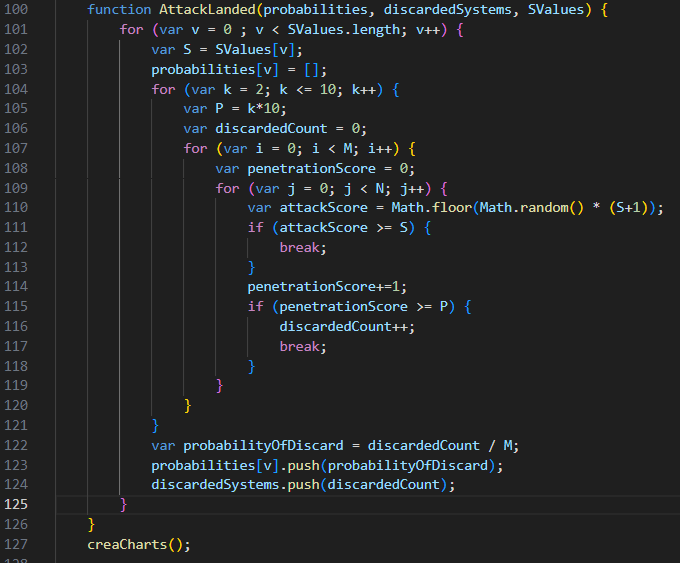 100 function AttackLanded(probabilities, discardedSystems, SValues) {
101 for (var v = 0 ; v < SValues.length; v++) {
102 var S = SValues[v];
103 probabilities[v] = [];
104 for (var k = 2; k <= 10; k++) {
105 var P = k*10;
106 var discardedCount = 0;
107 for (var i = 0; i < M; i++) {
108 var penetrationScore = 0;
109 for (var j = 0; j < N; j++) {
110 var attackScore = Math.floor(Math.random() * (S+1));
111 if (attackScore >= S) {
112 break;
113 }
114 penetrationScore+=1;
115 if (penetrationScore >= P) {
116 discardedCount++;
117 break;
118 }
119 }
120 }
121 }
122 var probabilityOfDiscard = discardedCount / M;
123 probabilities[v].push(probabilityOfDiscard);
124 discardedSystems.push(discardedCount);
125 }
126 }
127 creaCharts();